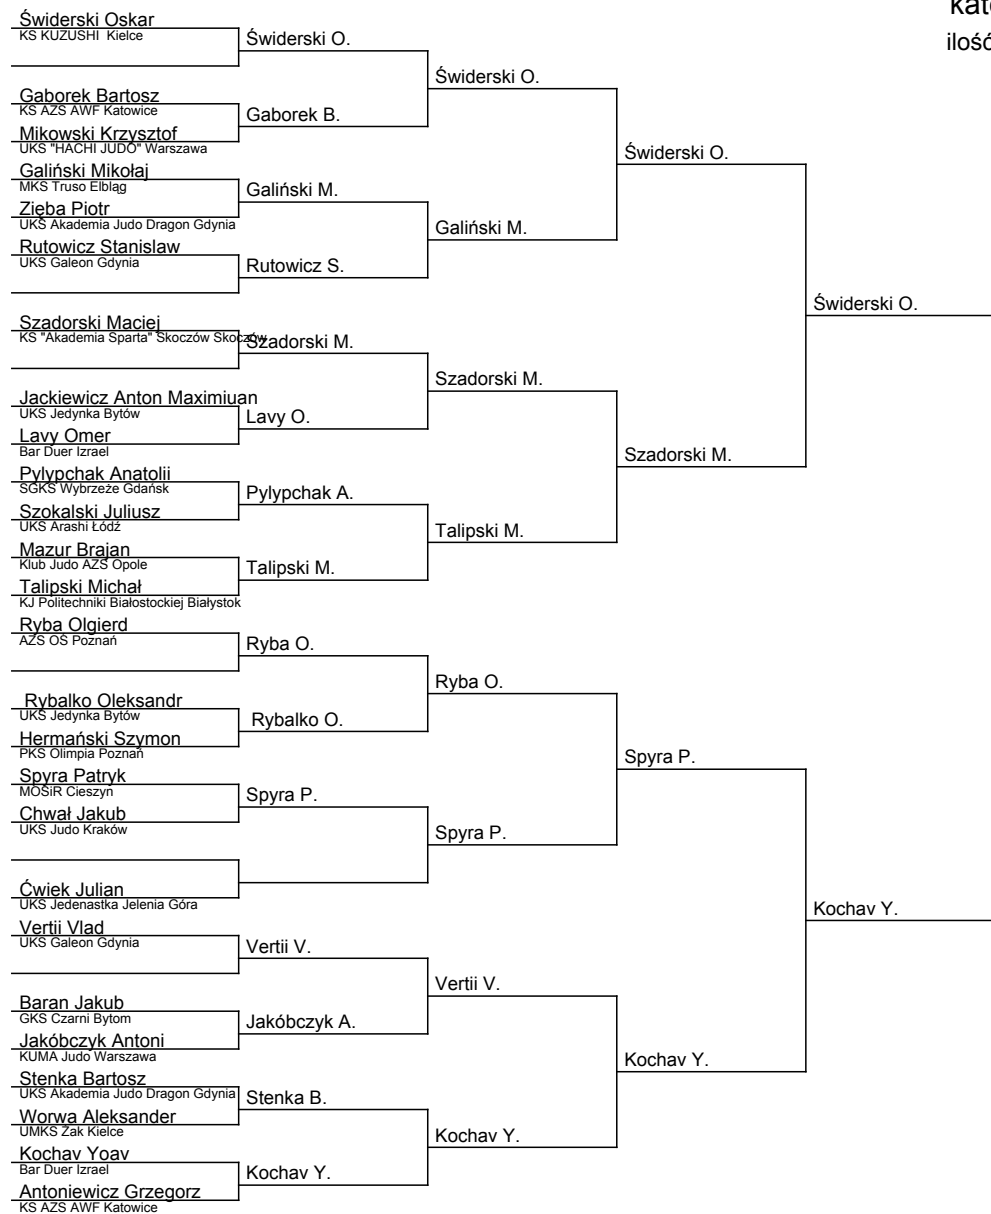 kate
ilość
Świderski Oskar
KS KUZUSHI  Kielce
Gaborek Bartosz
KS AZS AWF Katowice
Mikowski Krzysztof
UKS "HACHI JUDO" Warszawa
Galiński Mikołaj
MKS Truso Elbląg
Zięba Piotr
UKS Akademia Judo Dragon Gdynia
Rutowicz Stanislaw
UKS Galeon Gdynia
Szadorski Maciej
KS "Akademia Sparta" Skoczów Skoczów
Jackiewicz Anton Maximiuan
UKS Jedynka Bytów
Lavy Omer
Bar Duer Izrael
Pylypchak Anatolii
SGKS Wybrzeże Gdańsk
Szokalski Juliusz
UKS Arashi Łódź
Mazur Brajan
Klub Judo AZS Opole
Talipski Michał
KJ Politechniki Białostockiej Białystok
Ryba Olgierd
AZS OŚ Poznań
Rybalko Oleksandr
UKS Jedynka Bytów
Hermański Szymon
PKS Olimpia Poznań
Spyra Patryk
MOSiR Cieszyn
Chwał Jakub
UKS Judo Kraków
Ćwiek Julian
UKS Jedenastka Jelenia Góra
Vertii Vlad
UKS Galeon Gdynia
Baran Jakub
GKS Czarni Bytom
Jakóbczyk Antoni
KUMA Judo Warszawa
Stenka Bartosz
UKS Akademia Judo Dragon Gdynia
Worwa Aleksander
UMKS Żak Kielce
Kochav Yoav
Bar Duer Izrael
Antoniewicz Grzegorz
KS AZS AWF Katowice
Świderski O.
Gaborek B.
Galiński M.
Rutowicz S.
Szadorski M.
Lavy O.
Pylypchak A.
Talipski M.
Ryba O.
Rybalko O.
Spyra P.
Vertii V.
Jakóbczyk A.
Stenka B.
Kochav Y.
Świderski O.
Galiński M.
Szadorski M.
Talipski M.
Ryba O.
Spyra P.
Vertii V.
Kochav Y.
Świderski O.
Szadorski M.
Spyra P.
Kochav Y.
Świderski O.
Kochav Y.